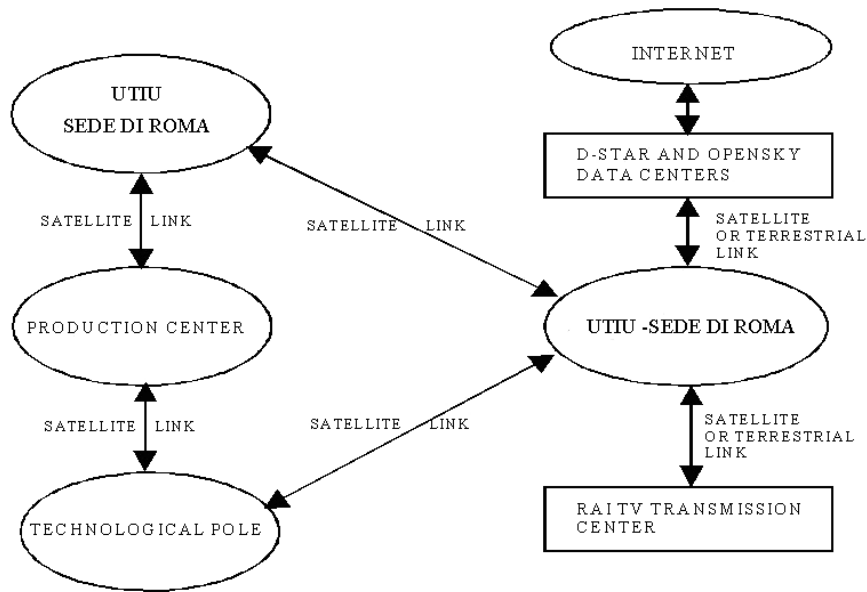 UTIU
SEDE DI ROMA
SATELLITE LINK
PRODUCTION CENTER
SATELLITE LINK
TECHNOLOGICAL POLE
SATELLITE LINK
SATELLITE LINK
INTERNET
D-STAR AND OPENSKY
DATA CENTERS
SATELLITE
OR TERRESTRIAL
LINK
UTIU -SEDE DI ROMA
SATELLITE
OR TERRESTRIAL
LINK
RAI TV TRANSMISSION
CENTER